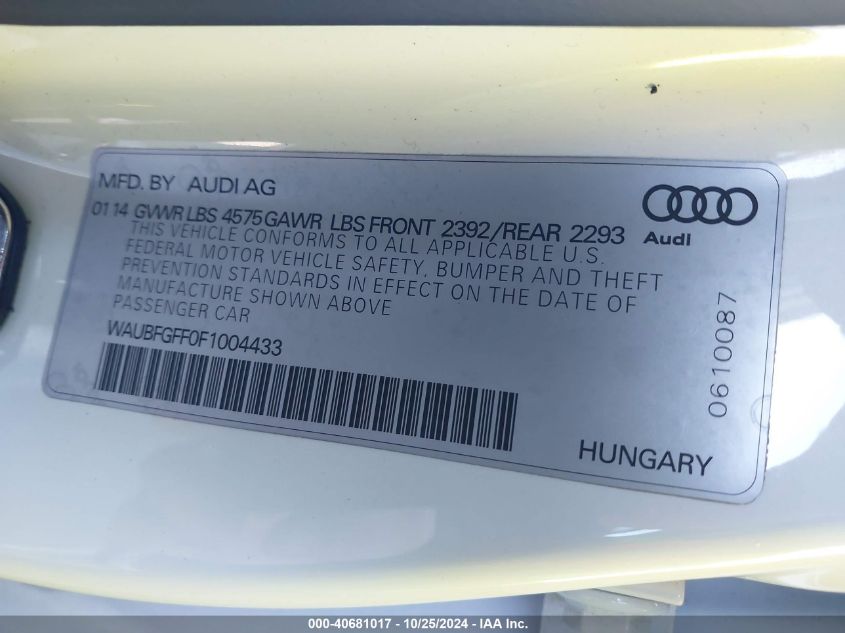 MFD. BY AUDI AG
0114 GVWR LBS 4575 GAWR LBS FRONT 2392/REAR 2293
THIS VEHICLE CONFORMS TO ALL APPLICABLE U.S.
FEDERAL MOTOR VEHICLE SAFETY, BUMPER AND THEFT
PREVENTION STANDARDS IN EFFECT ON THE DATE OF
MANUFACTURE SHOWN ABOVE
PASSENGER CAR
WAUBFGFF0F1004433
Audi
0610087
HUNGARY
000-40681017 - 10/25/2024 - IAA Inc.